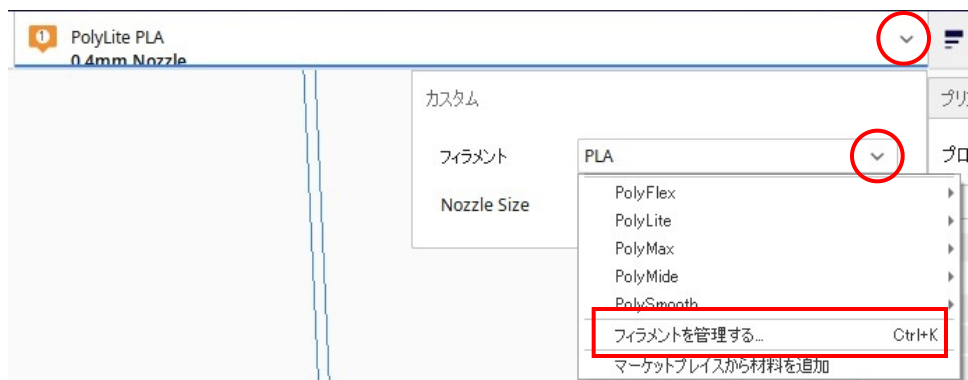 1
PolyLite PLA
0.4mm Nozzle
カスタム
プリ
フィラメント
PLA
プロ
Nozzle Size
PolyFlex
PolyLite
PolyMax
PolyMide
PolySmooth
フィラメントを管理する... Ctrl+K
マーケットプレイスから材料を追加